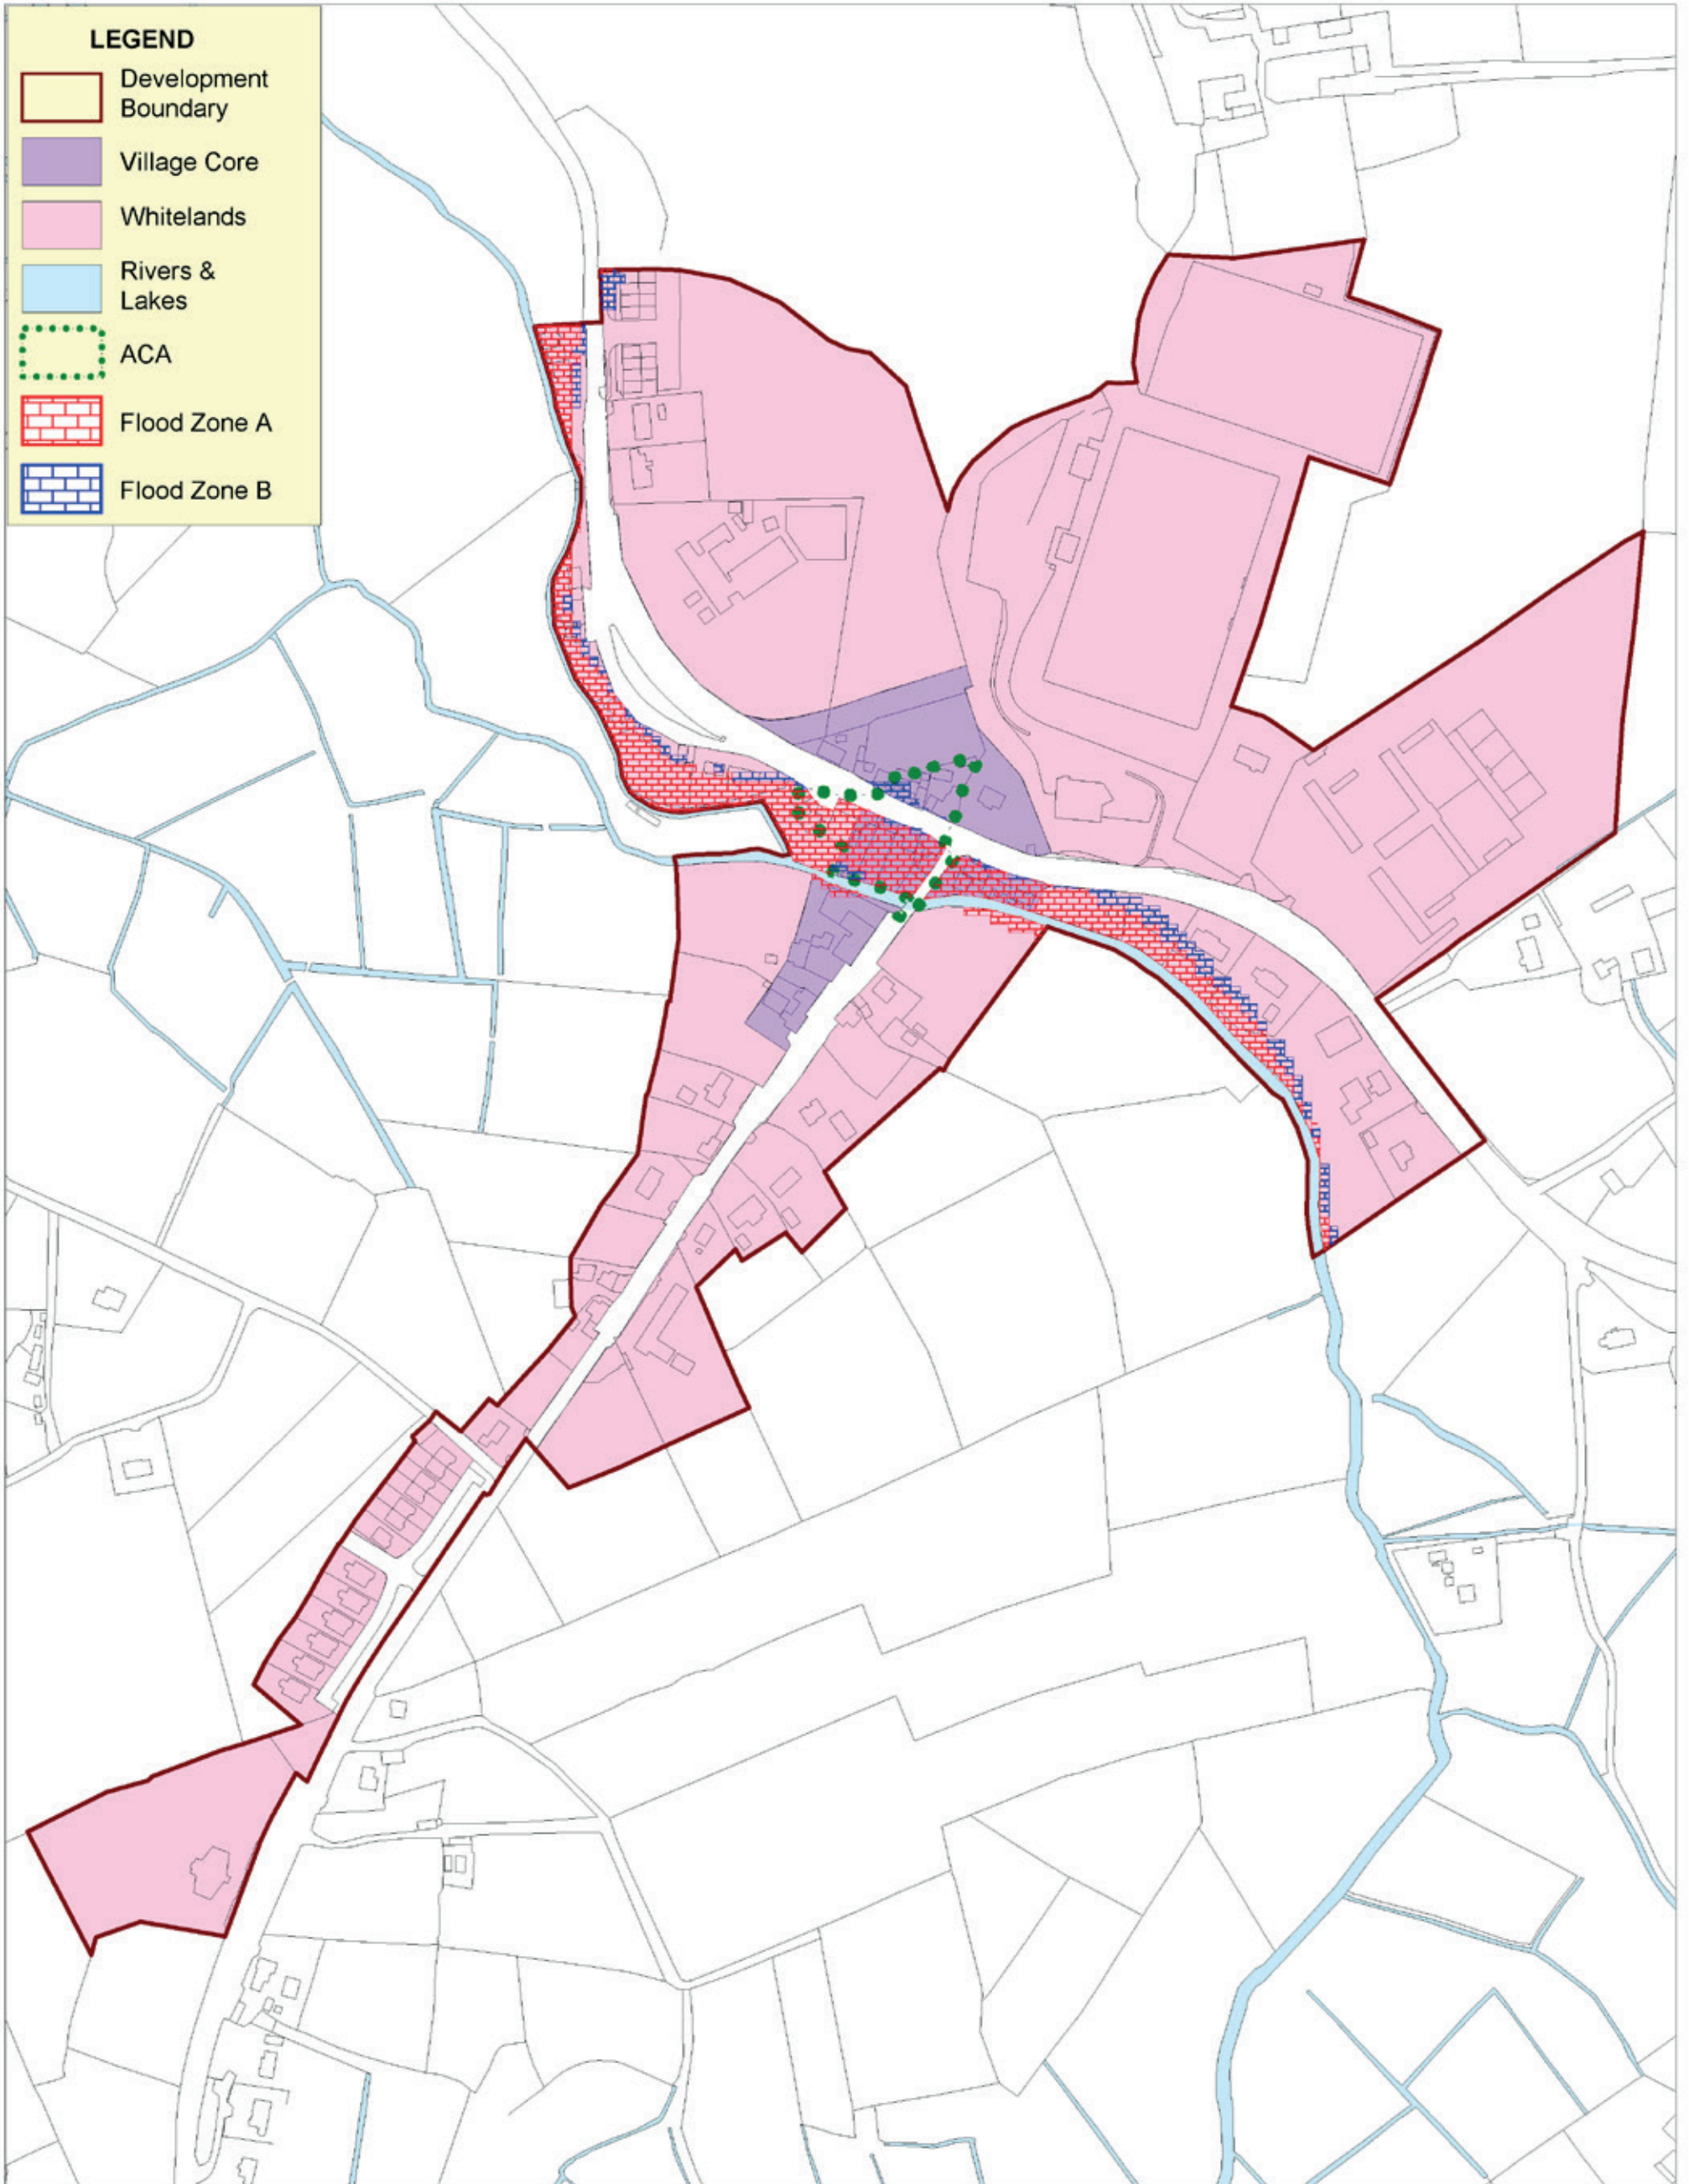 LEGEND
Development
Boundary
Village Core
Whitelands
Rivers &
Lakes
ACA
Flood Zone A
Flood Zone B